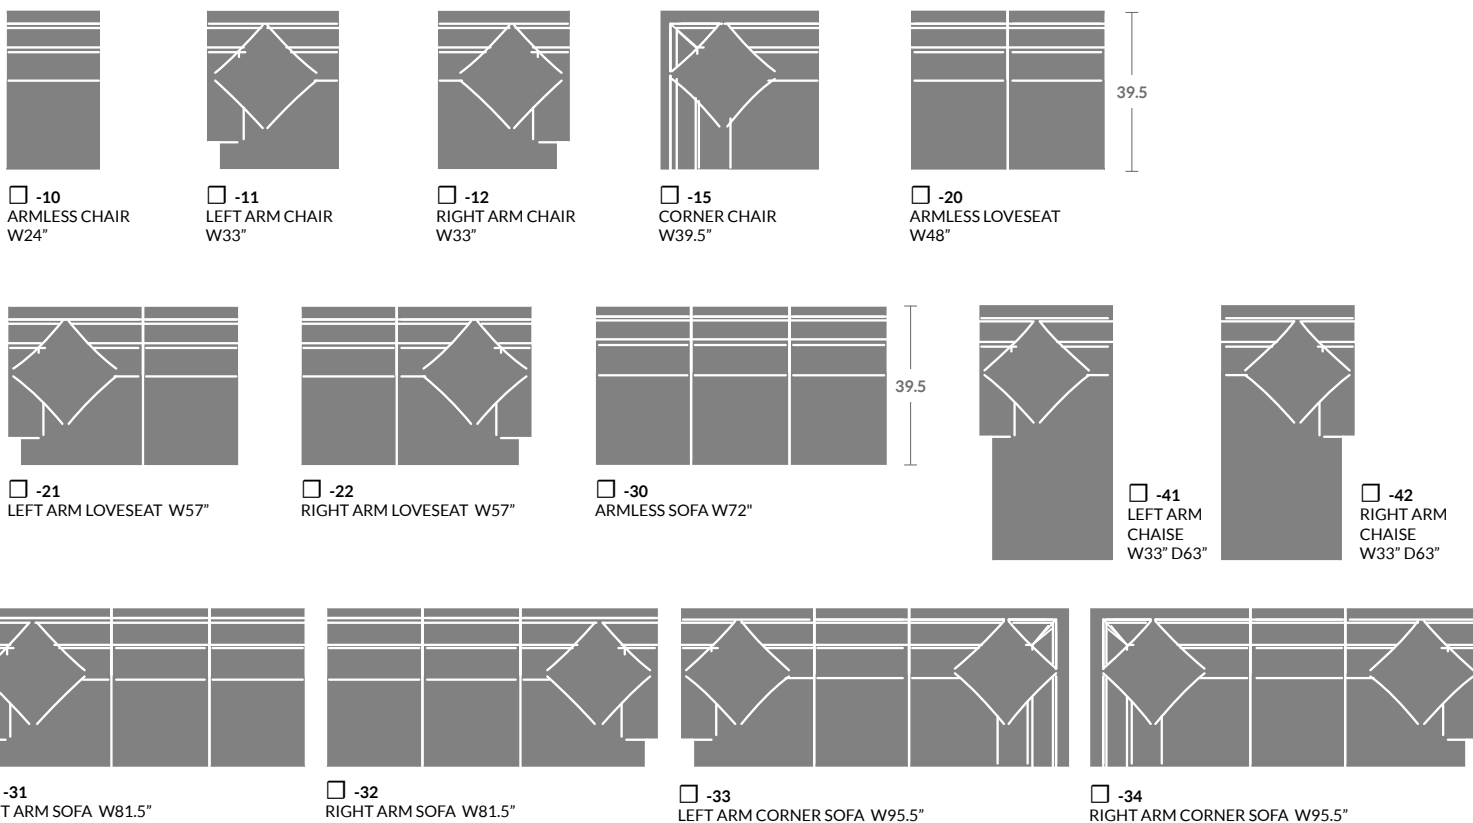 -10
ARMLESS CHAIR
W24”
-11
LEFT ARM CHAIR
W33”
-12
RIGHT ARM CHAIR
W33”
-15
CORNER CHAIR
W39.5”
-20
ARMLESS LOVESEAT
W48”
39.5
-21
LEFT ARM LOVESEAT W57”
-22
RIGHT ARM LOVESEAT W57”
-30
ARMLESS SOFA W72"
39.5
-41
LEFT ARM
CHAISE
W33” D63”
-42
RIGHT ARM
CHAISE
W33” D63”
-31
T ARM SOFA W81.5”
-32
RIGHT ARM SOFA W81.5”
-33
LEFT ARM CORNER SOFA W95.5”
-34
RIGHT ARM CORNER SOFA W95.5”